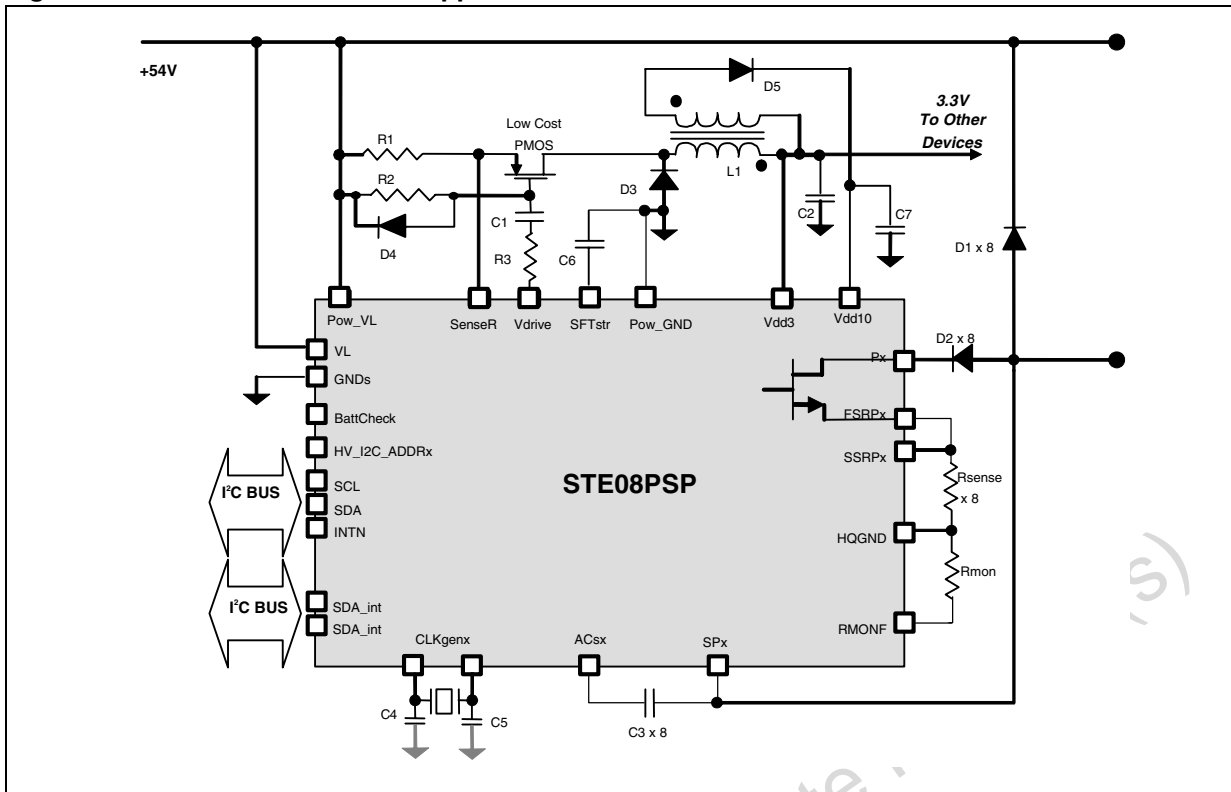 +54V
D5
3.3V
To Other
Devices
Low Cost
PMOS
R1
L1
R2
D3
C1
C2
C7
D4
R3
C6
D1 x 8
Pow_VL
SenseR
Vdrive
SFTstr
Pow_GND
Vdd3
Vdd10
D2 x 8
VL
Px
GNDs
BattCheck
FSRPx
HV_I2C_ADDRx
SSRPx
I²C BUS
SCL
SDA
INTN
STE08PSP
Rsense
x 8
HQGND
Rmon
I²C BUS
SDA_int
SDA_int
RMONF
CLKgenx
ACsx
SPx
C4
C5
C3 x 8